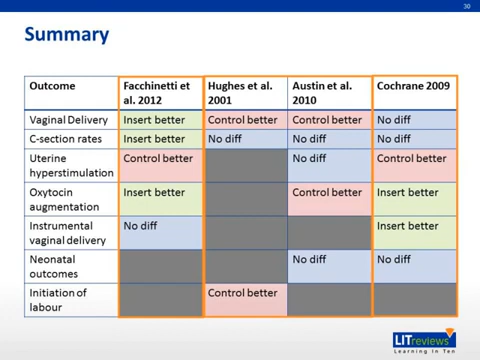 30
Summary
Outcome Facchinetti et al. 2012 Hughes et al. 2001 Austin et al. 2010 Cochrane 2009
Vaginal Delivery Insert better Control better Control better No diff
C-section rates Insert better No diff No diff No diff
Uterine hyperstimulation Control better No diff Control better
Oxytocin augmentation Insert better Control better Insert better
Instrumental vaginal delivery No diff Insert better
Neonatal outcomes No diff No diff
Initiation of labour Control better
LITreviews
Learning In Ten